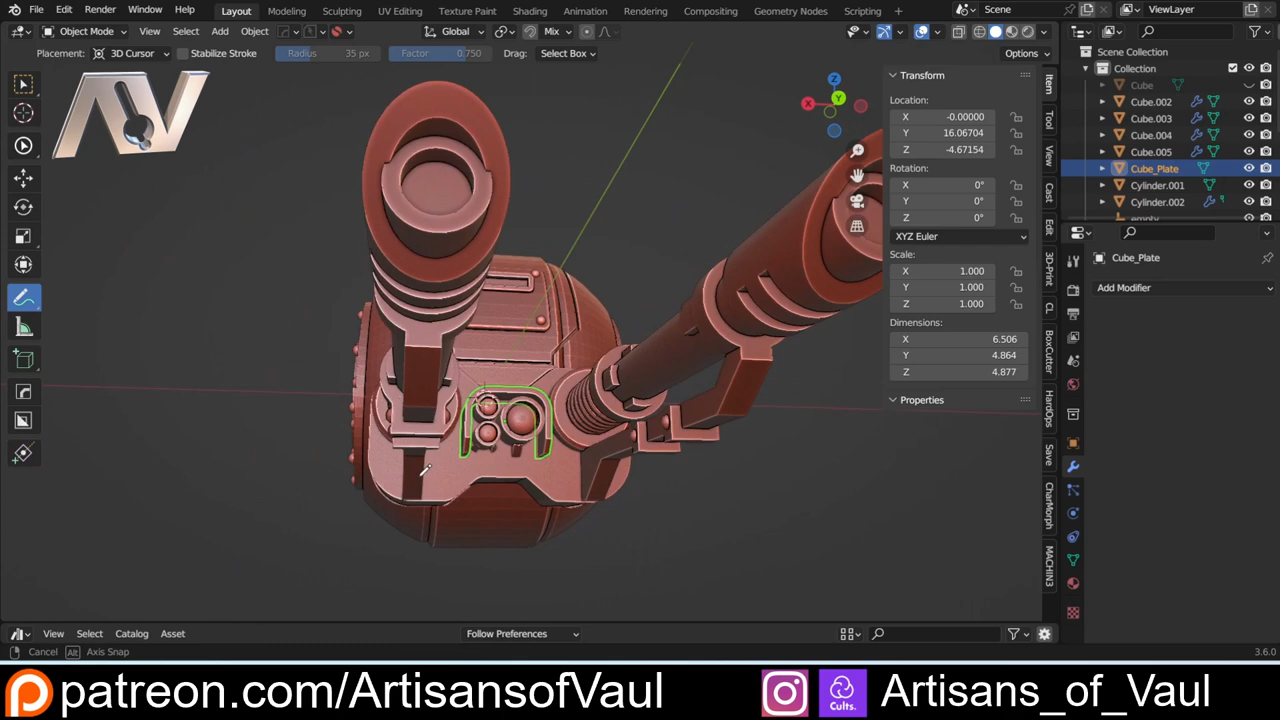 File Edit Render Window Help Layout Modeling Sculpting UV Editing Texture Paint Shading Animation Rendering Compositing Geometry Nodes Scripting + Scene ViewLayer
Object Mode View Select Add Object Global Mix Scene Collection
Placement: 3D Cursor Stabilize Stroke Radius 35 px Factor 0.750 Drag: Select Box Options Collection
AV
Transform Cube
Location: Cube.002
X -0.00000 Cube.003
Y 16.06704 Cube.004
Z -4.67154 Cube.005
Rotation: Cube_Plate
X 0° Cylinder.001
Y 0° Cylinder.002
Z 0°
XYZ Euler
Scale: Cube_Plate
X 1.000
Y 1.000 Add Modifier
Z 1.000
Dimensions:
X 6.506
Y 4.864
Z 4.877
Properties
Item
Tool
View
Cast
Edit
3D-Print
CL
BoxCutter
HardOps
Save
CharMorph
MACHIN3
X Y Z
View Select Catalog Asset Follow Preferences
Cancel Alt Axis Snap 3.6.0
patreon.com/ArtisansofVaul Cults. Artisans_of_Vaul